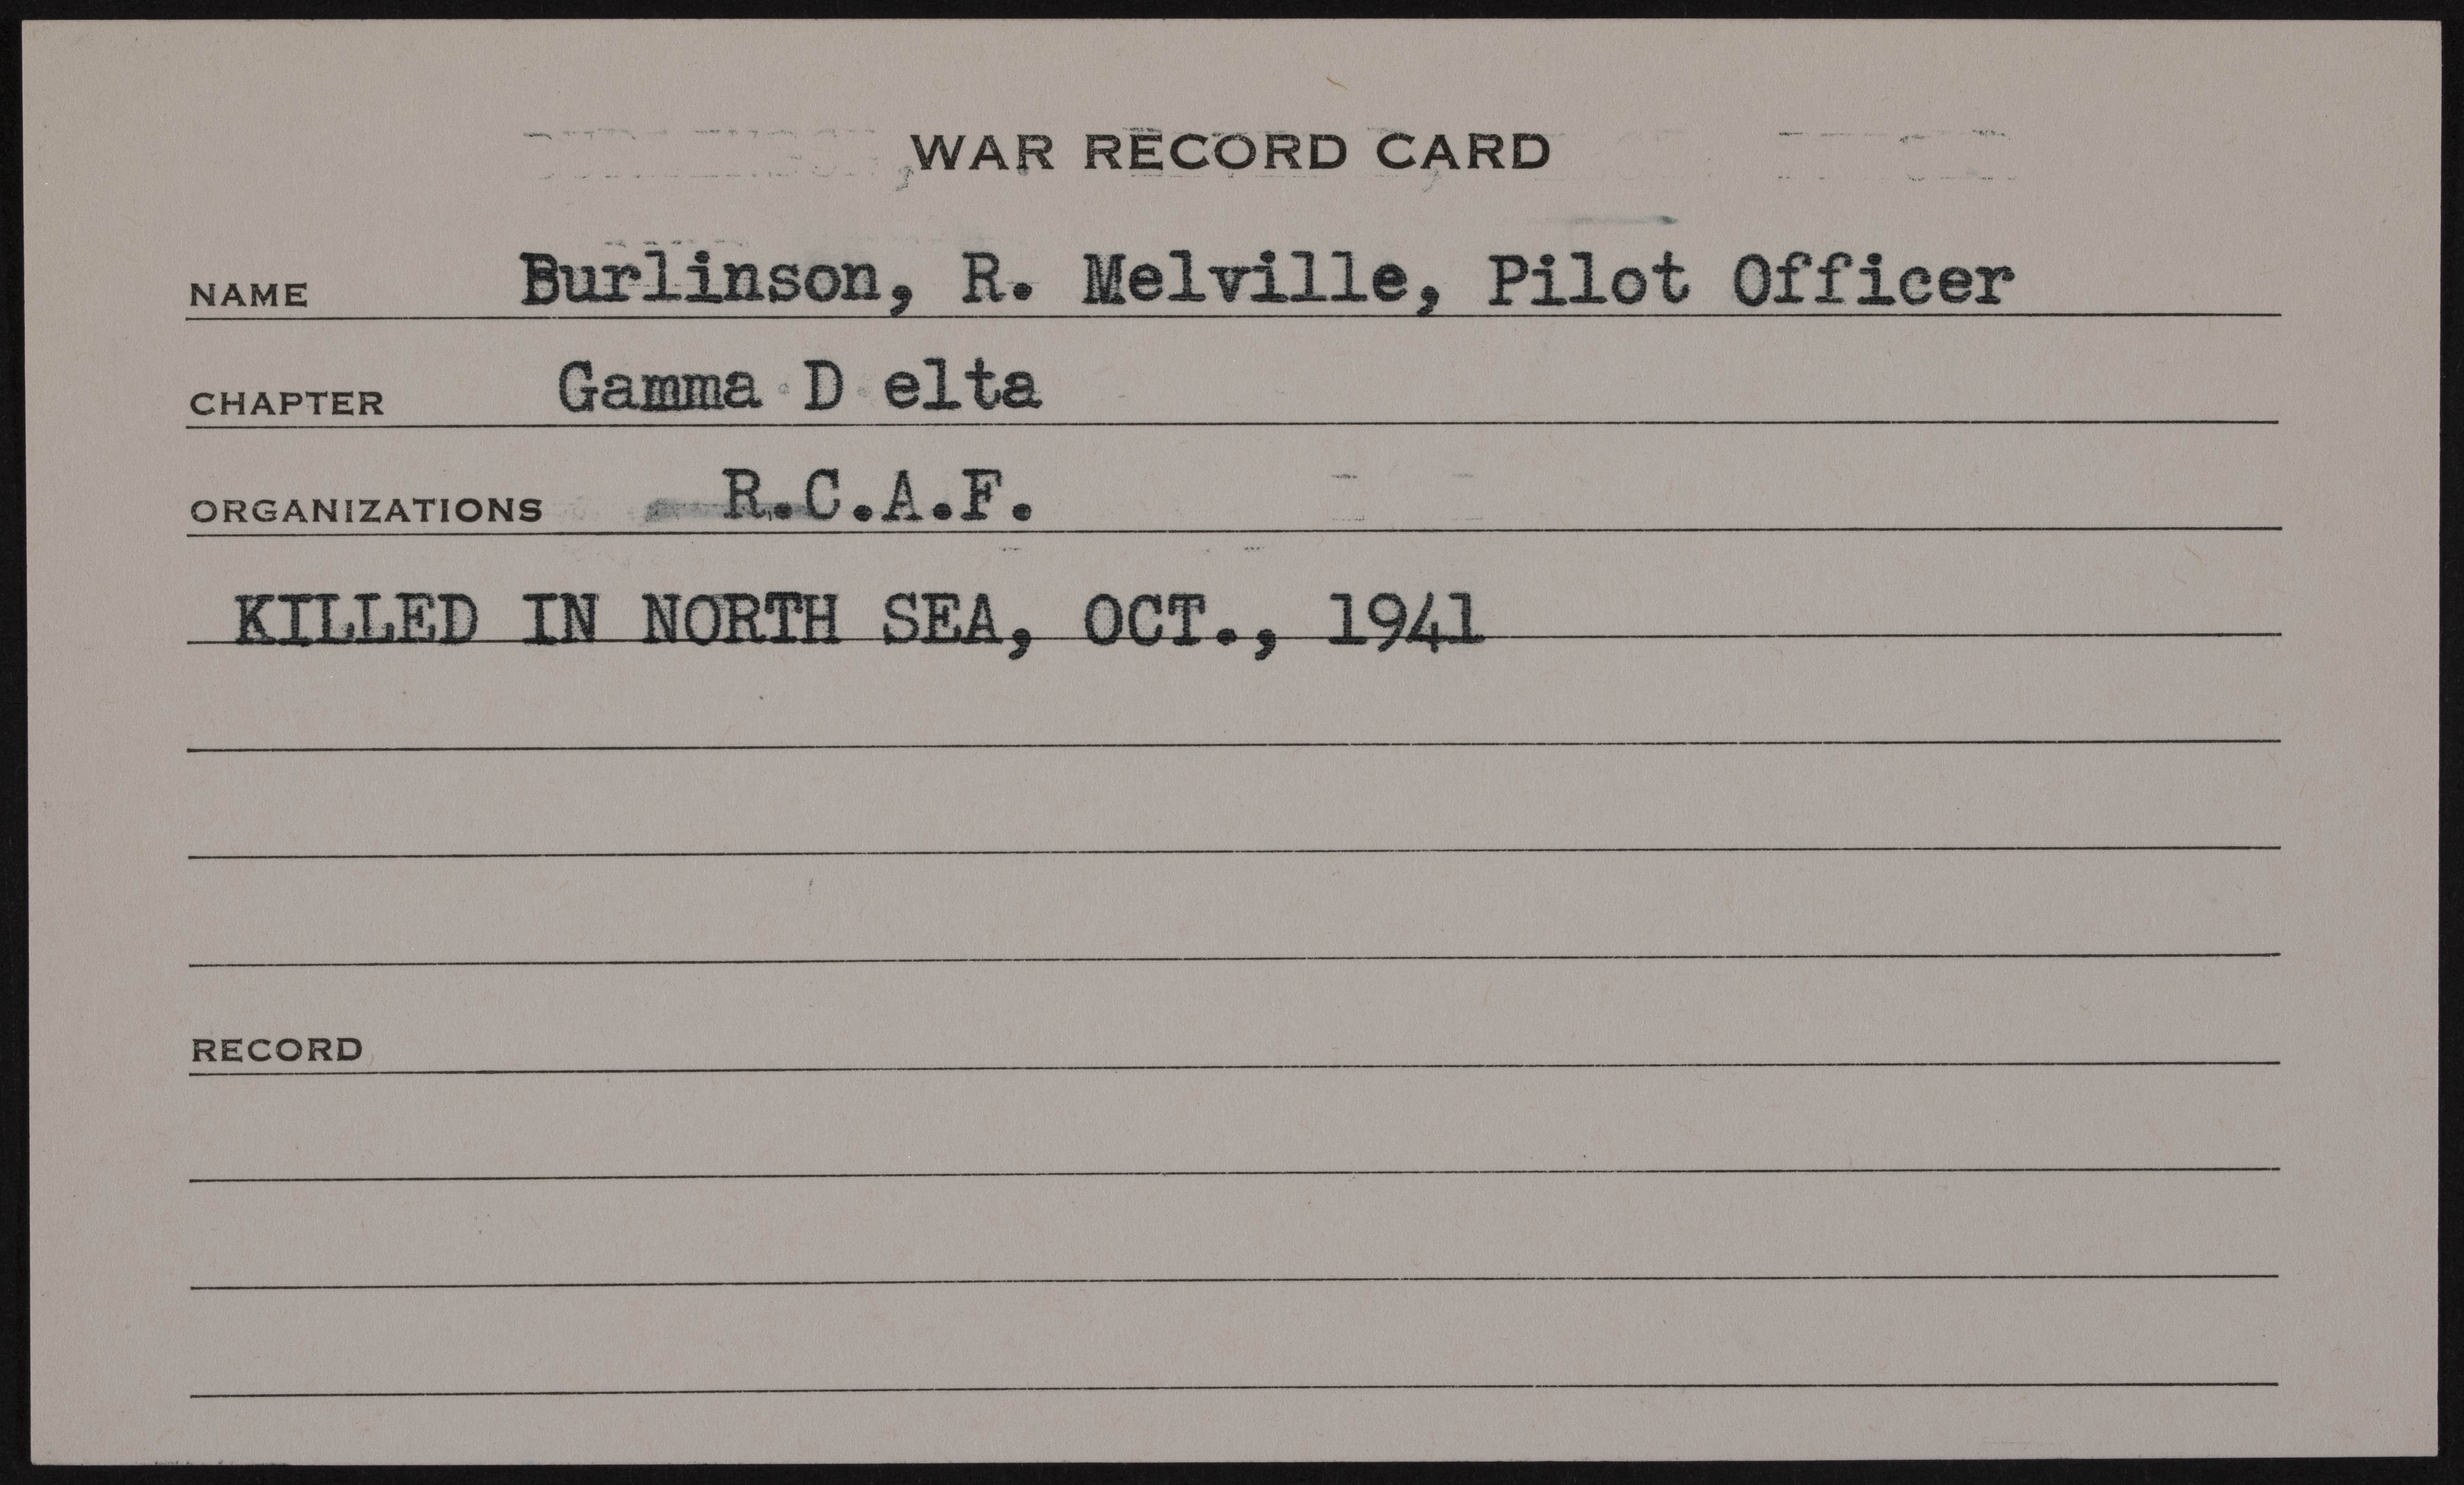 WAR RECORD CARD
NAME Burlinson, R. Melville, Pilot Officer
CHAPTER Gamma D elta
ORGANIZATIONS R.C.A.F.
KILLED IN NORTH SEA, OCT., 1941
RECORD